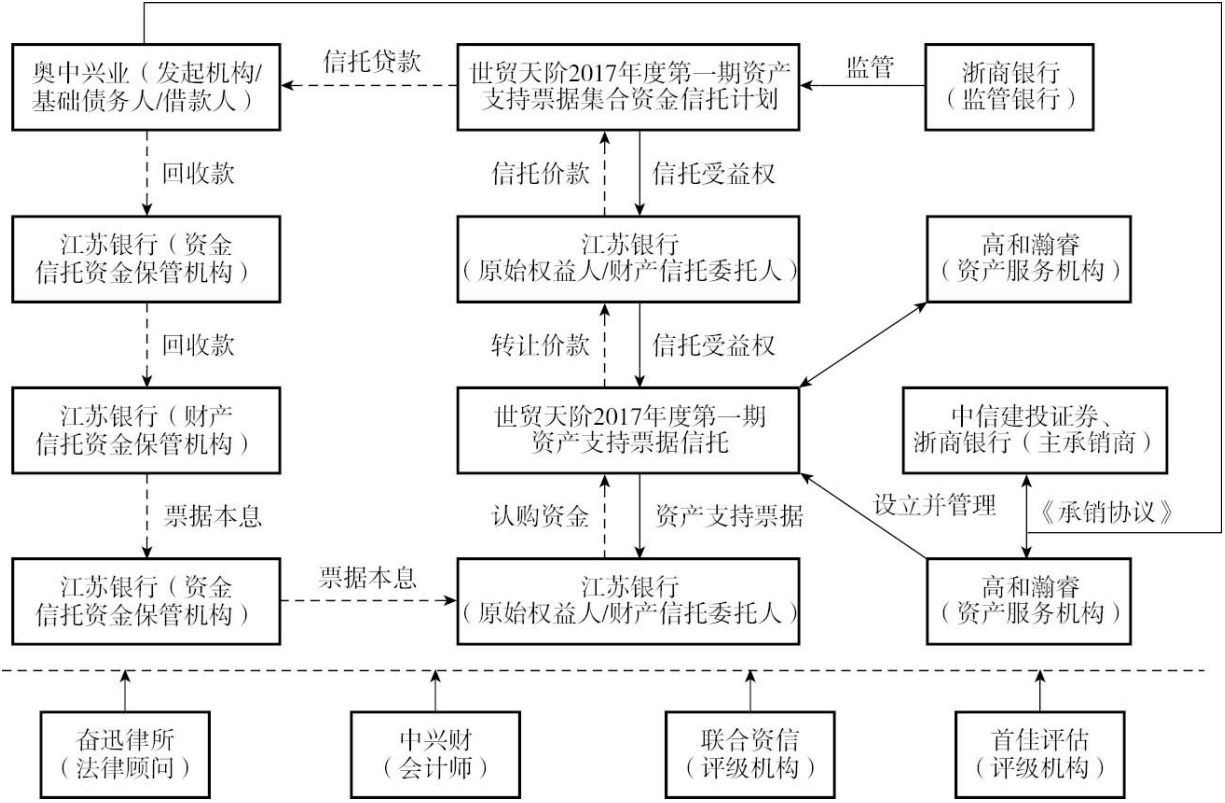 奥中兴业（发起机构/
基础债务人/借款人）
信托贷款
世贸天阶2017年度第一期资产
支持票据集合资金信托计划
监管
浙商银行
（监管银行）
回收款
信托价款
信托受益权
江苏银行（资金
信托资金保管机构）
江苏银行
（原始权益人/财产信托委托人）
高和瀚睿
（资产服务机构）
回收款
转让价款
信托受益权
江苏银行（财产
信托资金保管机构）
世贸天阶2017年度第一期
资产支持票据信托
中信建投证券、
浙商银行（主承销商）
票据本息
认购资金
资产支持票据
设立并管理
《承销协议》
江苏银行（资金
信托资金保管机构）
票据本息
江苏银行
（原始权益人/财产信托委托人）
高和瀚睿
（资产服务机构）
奋迅律所
（法律顾问）
中兴财
（会计师）
联合资信
（评级机构）
首佳评估
（评级机构）